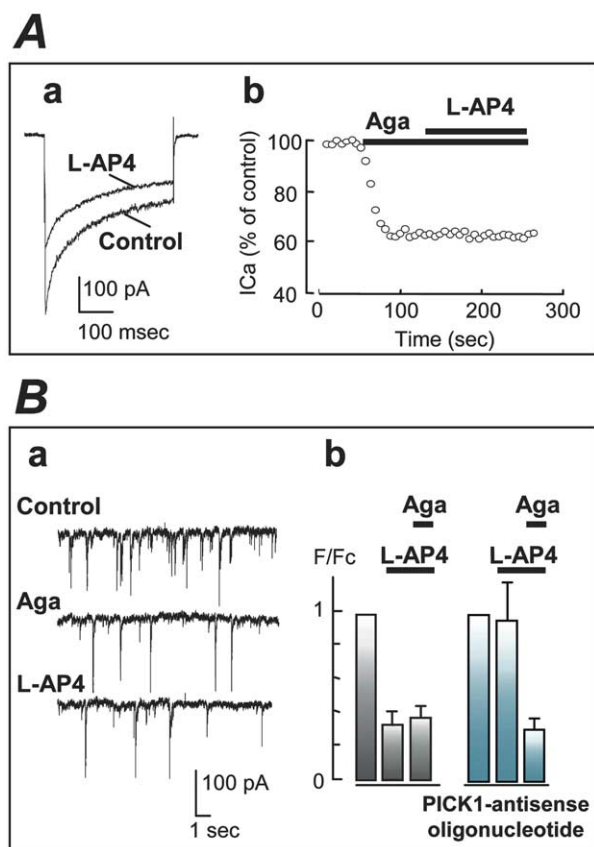 A
a
L-AP4
Control
100 pA
100 msec
b
L-AP4
Aga
ICa (% of control)
100
80
60
40
0
100
200
300
Time (sec)
B
a
Control
Aga
L-AP4
100 pA
1 sec
b
Aga
Aga
L-AP4
L-AP4
F/Fc
1
0
PICK1-antisense
oligonucleotide